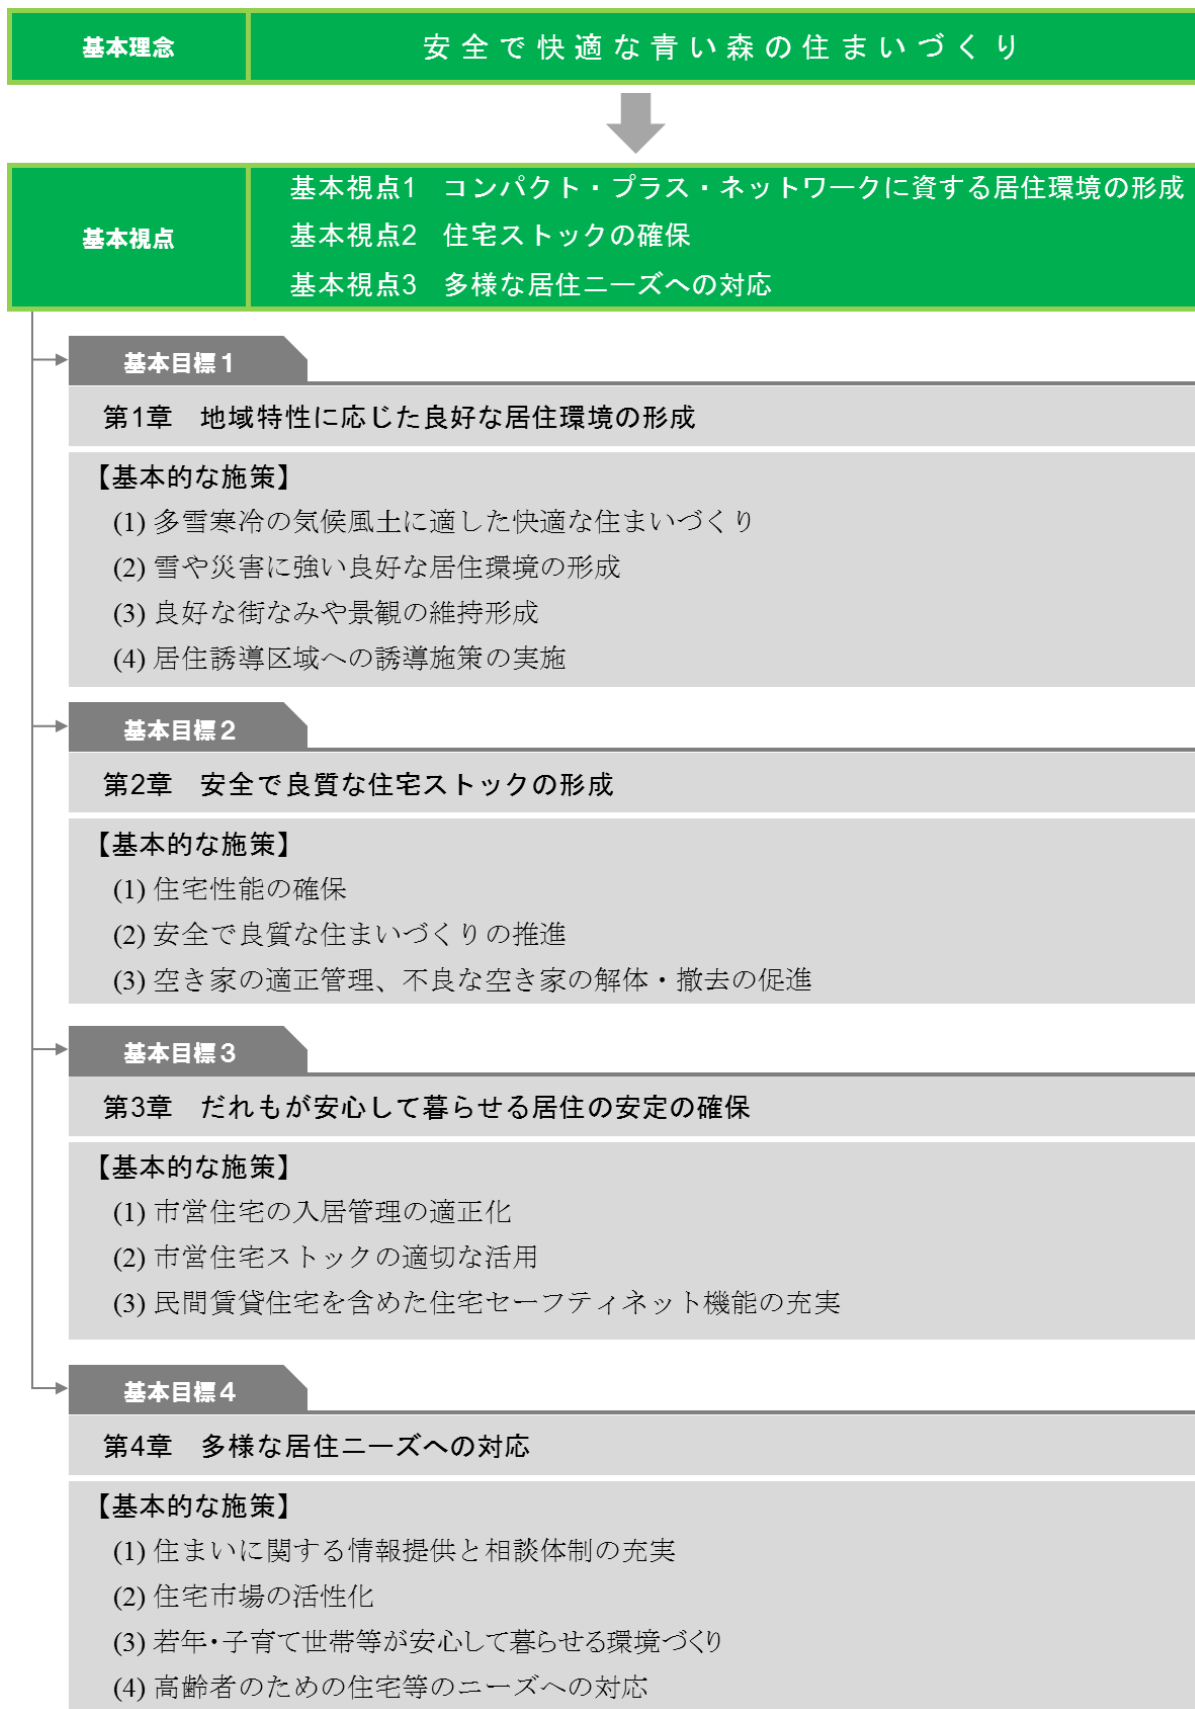 基本理念 安全で快適な青い森の住まいづくり
基本視点
基本視点1 コンパクト・プラス・ネットワークに資する居住環境の形成
基本視点2 住宅ストックの確保
基本視点3 多様な居住ニーズへの対応
基本目標1
第1章 地域特性に応じた良好な居住環境の形成
【基本的な施策】
(1) 多雪寒冷の気候風土に適した快適な住まいづくり
(2) 雪や災害に強い良好な居住環境の形成
(3) 良好な街なみや景観の維持形成
(4) 居住誘導区域への誘導施策の実施
基本目標2
第2章 安全で良質な住宅ストックの形成
【基本的な施策】
(1) 住宅性能の確保
(2) 安全で良質な住まいづくりの推進
(3) 空き家の適正管理、不良な空き家の解体・撤去の促進
基本目標3
第3章 だれもが安心して暮らせる居住の安定の確保
【基本的な施策】
(1) 市営住宅の入居管理の適正化
(2) 市営住宅ストックの適切な活用
(3) 民間賃貸住宅を含めた住宅セーフティネット機能の充実
基本目標4
第4章 多様な居住ニーズへの対応
【基本的な施策】
(1) 住まいに関する情報提供と相談体制の充実
(2) 住宅市場の活性化
(3) 若年・子育て世帯等が安心して暮らせる環境づくり
(4) 高齢者のための住宅等のニーズへの対応